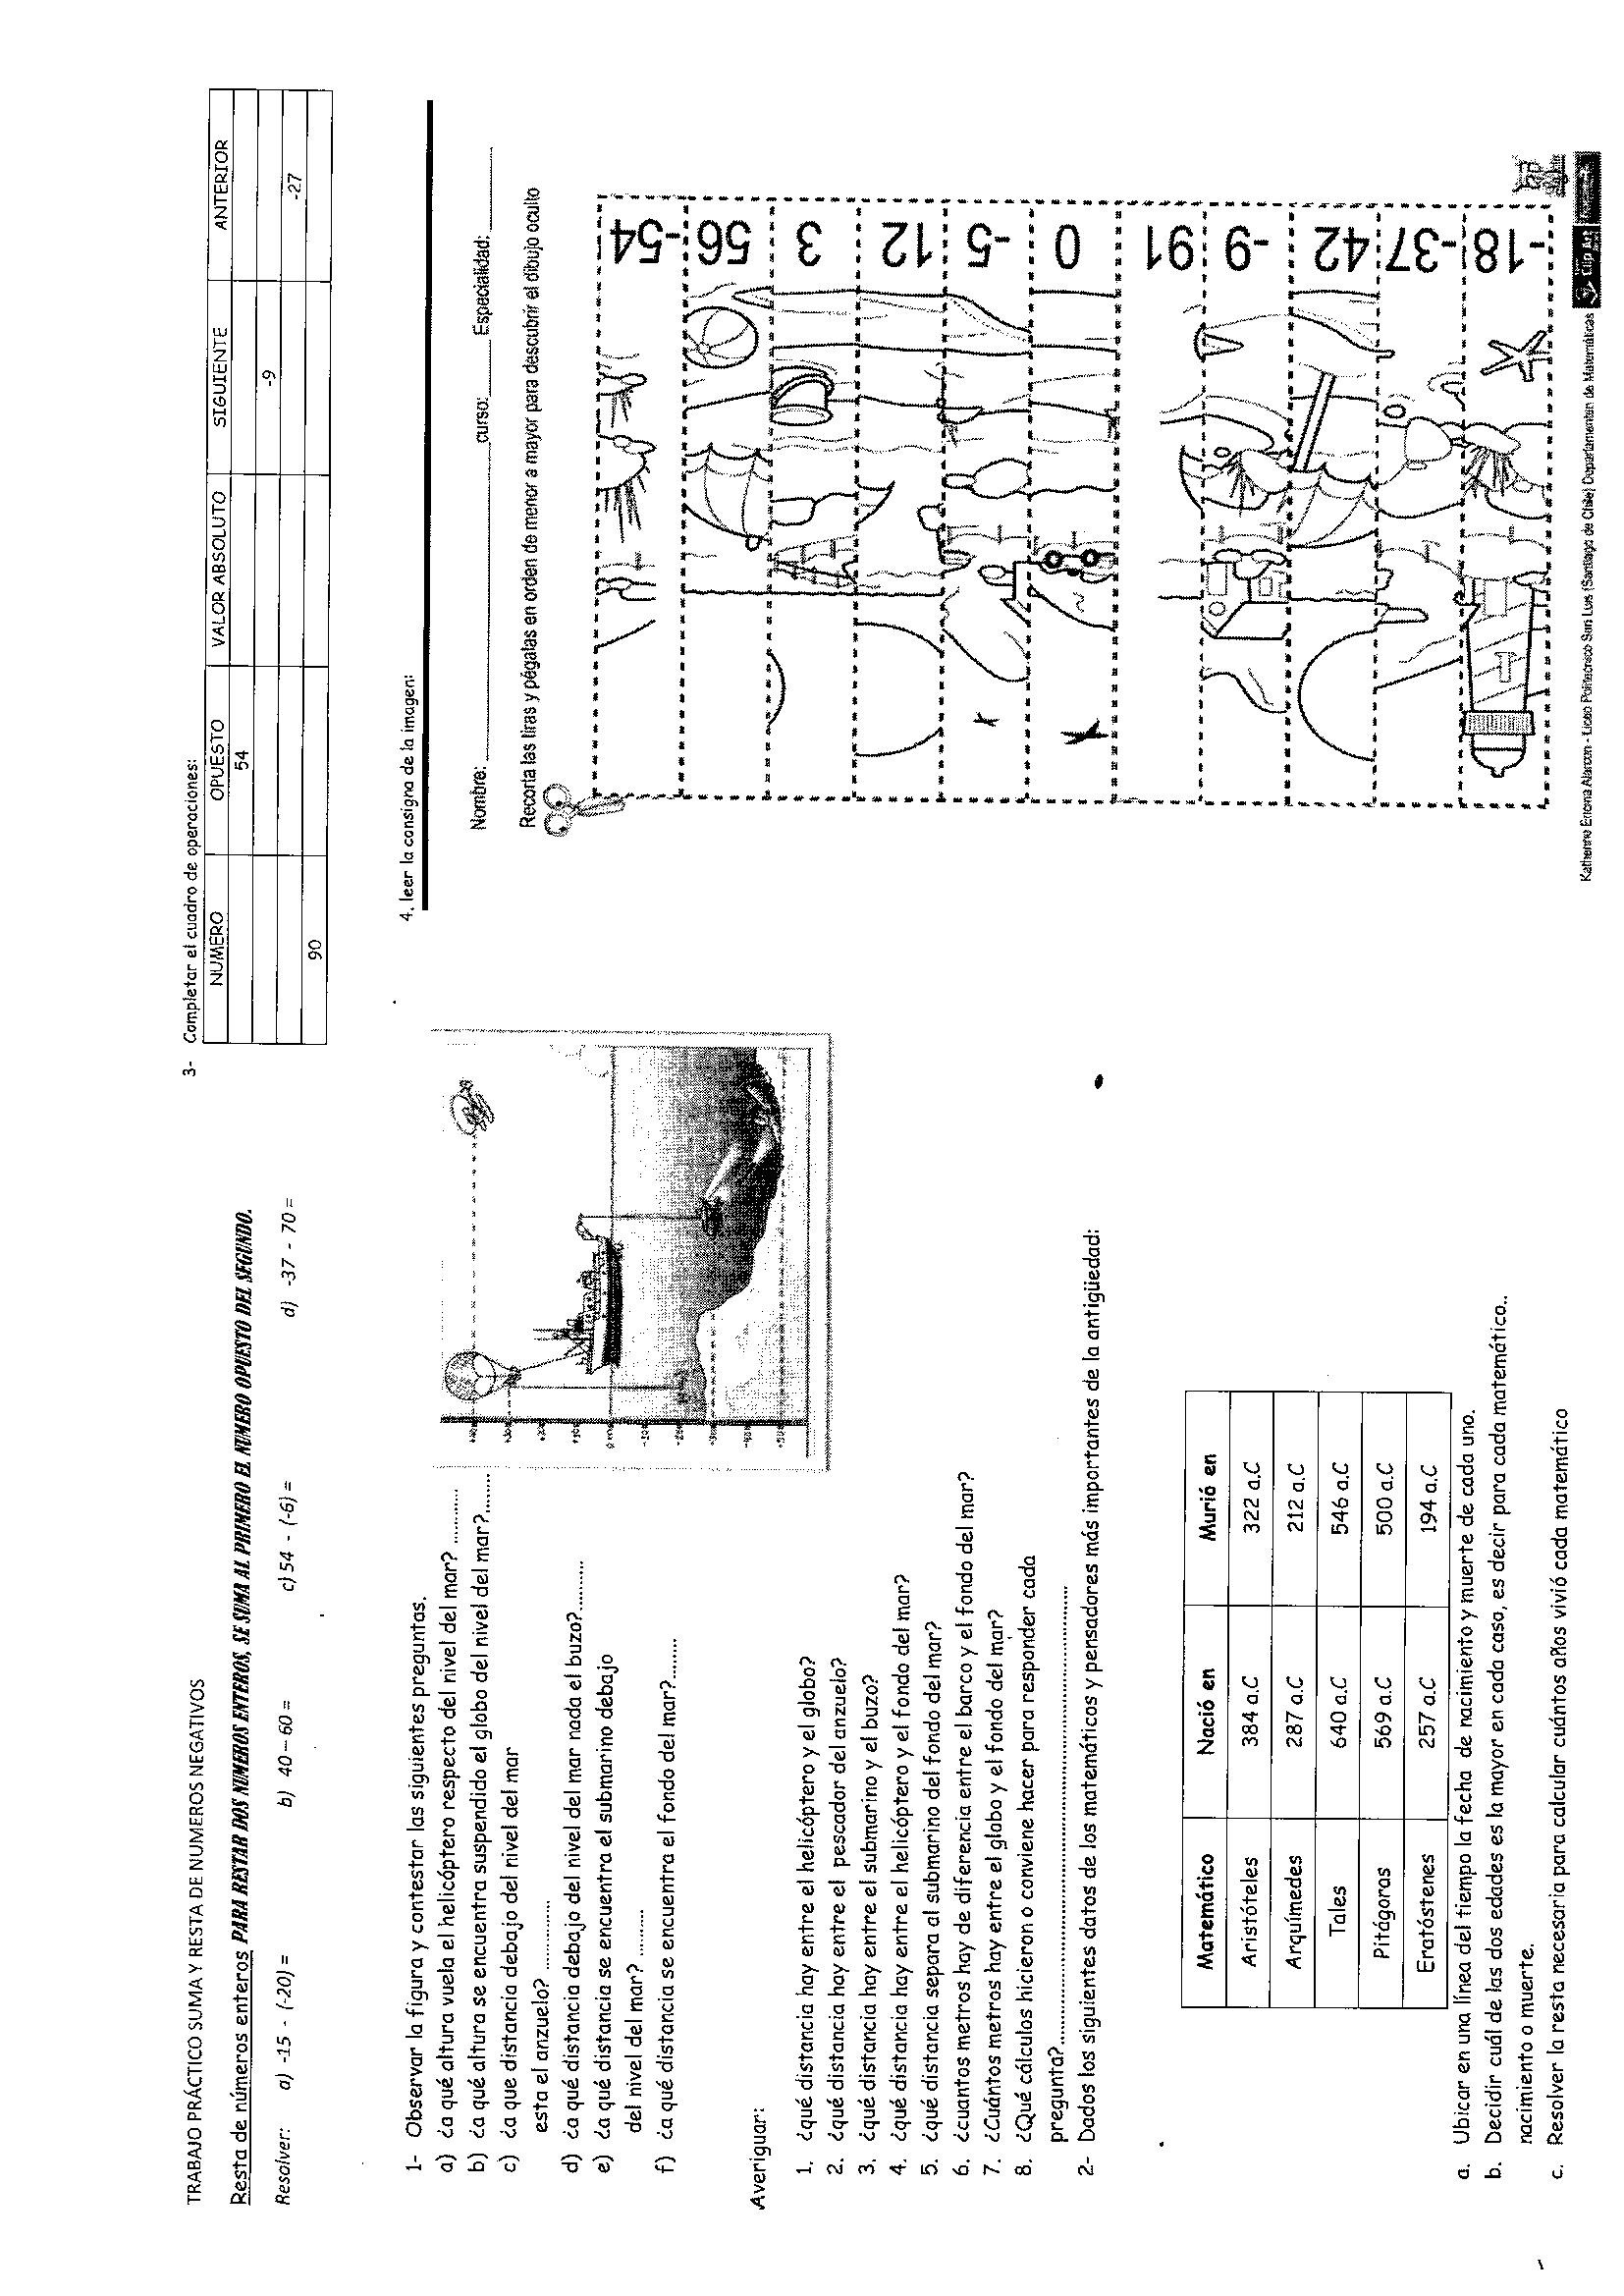 TRABAJO PRÁCTICO SUMA Y RESTA DE NUMEROS NEGATIVOS
Resta de números enteros PARA RESTAR DOS NUMEROS ENTEROS, SE SUMA AL PRIMERO EL NUMERO OPUESTO DEL SEGUNDO.
Resolver: a) -15 - (-20) = b) 40 – 60 = c) 54 - (-6) = d) -37 - 70 =
1- Observar la figura y contestar las siguientes preguntas.
a) ¿a qué altura vuela el helicóptero respecto del nivel del mar? ..........
b) ¿a qué altura se encuentra suspendido el globo del nivel del mar?.........
c) ¿a que distancia debajo del nivel del mar
esta el anzuelo? ...........
d) ¿a qué distancia debajo del nivel del mar nada el buzo?..........
e) ¿a qué distancia se encuentra el submarino debajo
del nivel del mar? ........
f) ¿a qué distancia se encuentra el fondo del mar?.......
Averiguar:
1. ¿qué distancia hay entre el helicóptero y el globo?
2. ¿qué distancia hay entre el pescador del anzuelo?
3. ¿qué distancia hay entre el submarino y el buzo?
4. ¿qué distancia hay entre el helicóptero y el fondo del mar?
5. ¿qué distancia separa al submarino del fondo del mar?
6. ¿cuantos metros hay de diferencia entre el barco y el fondo del mar?
7. ¿Cuántos metros hay entre el globo y el fondo del mar?
8. ¿Qué cálculos hicieron o conviene hacer para responder cada
pregunta?..........................................................................
2- Dados los siguientes datos de los matemáticos y pensadores más importantes de la antigüedad:
Matemático Nació en Murió en
Aristóteles 384 a.C 322 a.C
Arquímedes 287 a.C 212 a.C
Tales 640 a.C 546 a.C
Pitágoras 569 a.C 500 a.C
Eratóstenes 257 a.C 194 a.C
a. Ubicar en una línea del tiempo la fecha de nacimiento y muerte de cada uno.
b. Decidir cuál de las dos edades es la mayor en cada caso, es decir para cada matemático..
nacimiento o muerte.
c. Resolver la resta necesaria para calcular cuántos años vivió cada matemático
3- Completar el cuadro de operaciones:
NUMERO OPUESTO VALOR ABSOLUTO SIGUIENTE ANTERIOR
54
-9
-27
90
4. leer la consigna de la imagen:
Nombre: curso: Especialidad:
Recorta las tiras y pégalas en orden de menor a mayor para descubrir el dibujo oculto
-54
56
3
12
-5
0
91
-9
42
-37
-18
Alarcon - Liceo Politecnico San Luis (Santiago de Chile) Departamento de Matemáticas
Clip Art